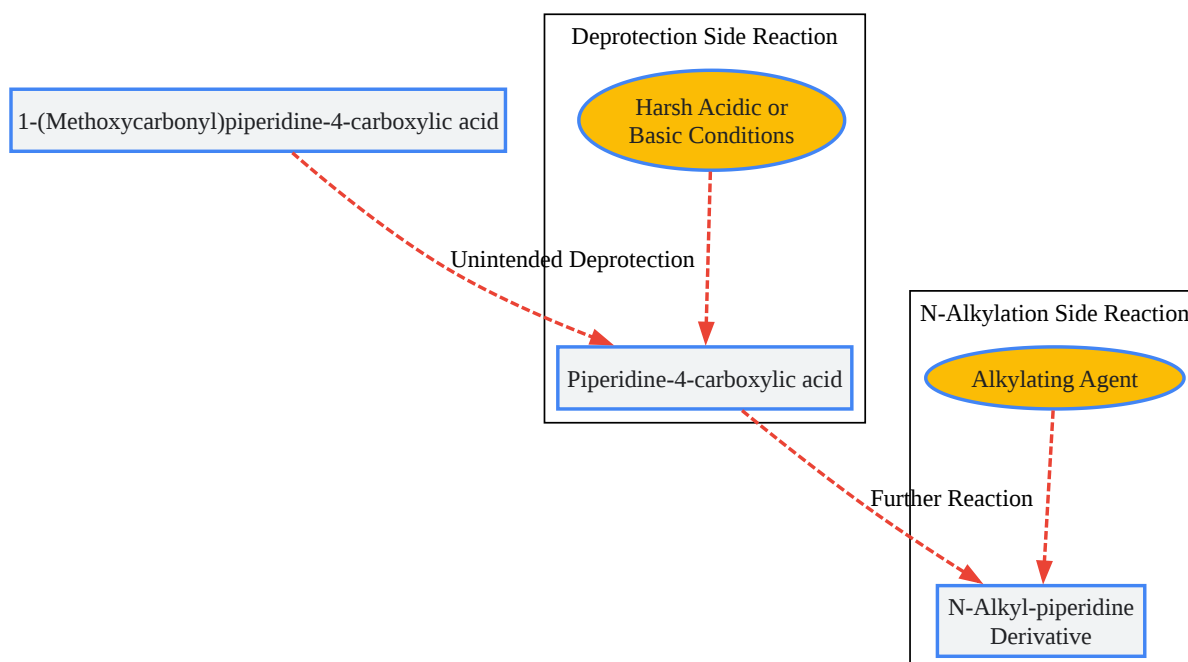 Deprotection Side Reaction
1-(Methoxycarbonyl)piperidine-4-carboxylic acid
Harsh Acidic or
Basic Conditions
Unintended Deprotection
N-Alkylation Side Reaction
Piperidine-4-carboxylic acid
Alkylating Agent
Further Reaction
N-Alkyl-piperidine
Derivative